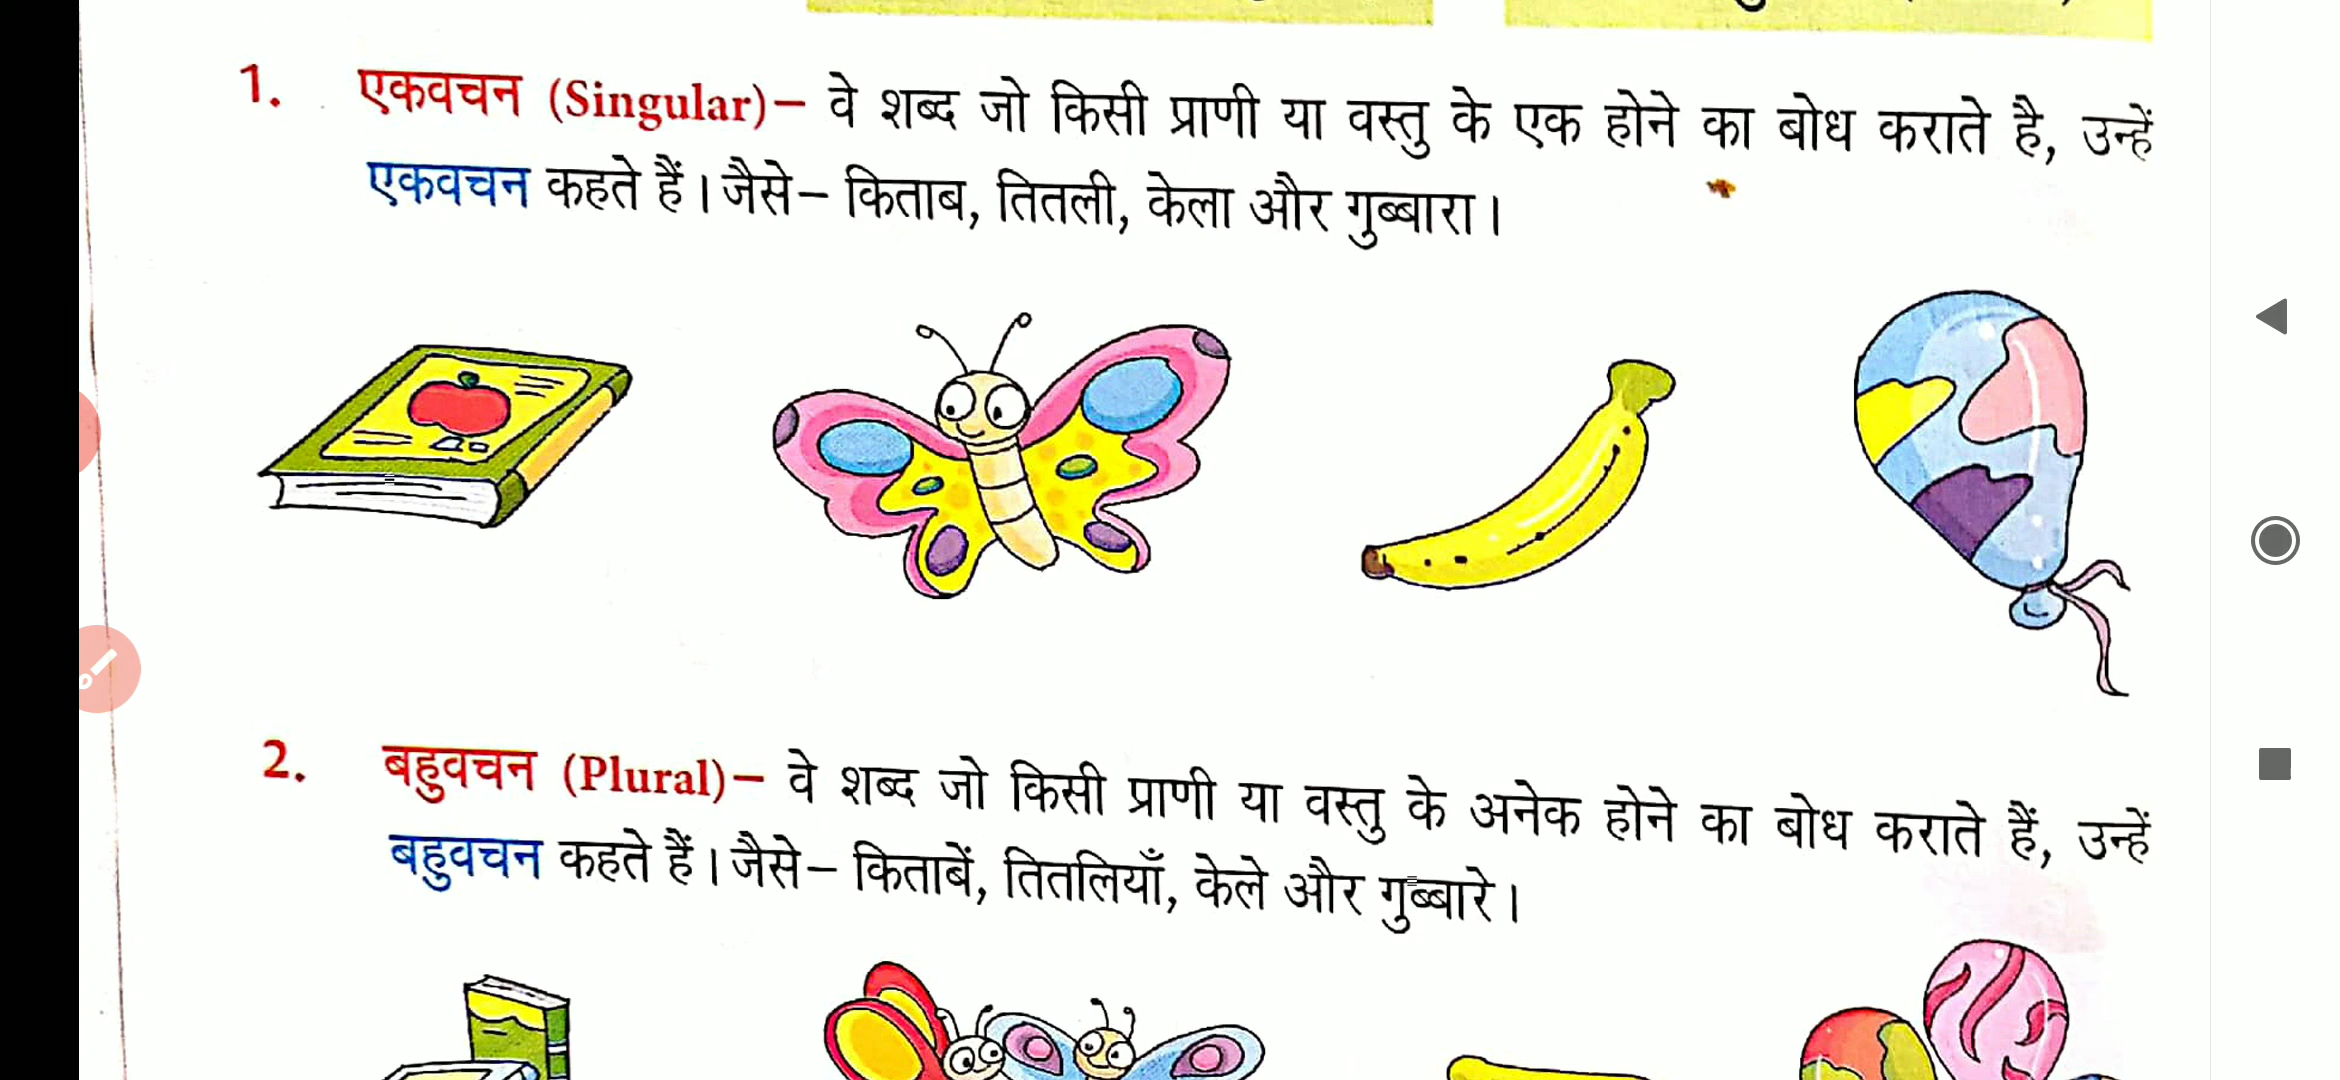 1. एकवचन (Singular)– वे शब्द जो किसी प्राणी या वस्तु के एक होने का बोध कराते है, उन्हें
एकवचन कहते हैं। जैसे– किताब, तितली, केला और गुब्बारा।
2. बहुवचन (Plural)– वे शब्द जो किसी प्राणी या वस्तु के अनेक होने का बोध कराते हैं, उन्हें
बहुवचन कहते हैं। जैसे– किताबें, तितलियाँ, केले और गुब्बारे।